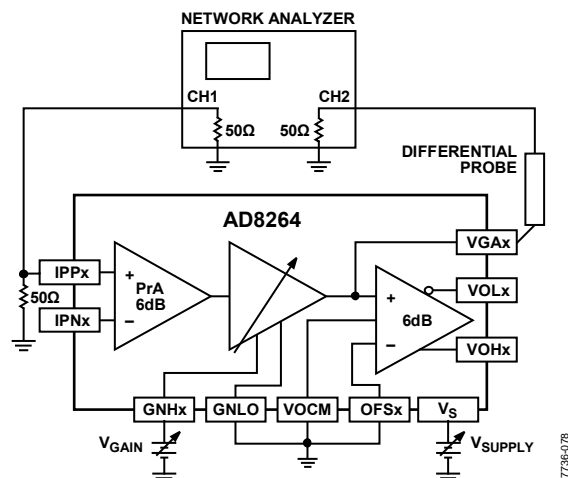 NETWORK ANALYZER
CH1
CH2
50Ω
50Ω
DIFFERENTIAL
PROBE
AD8264
VGAx
IPPx
+
PrA
6dB
+
VOLx
50Ω
IPNx
–
6dB
–
VOHx
GNHx
GNLO
VOCM
OFSx
VS
VGAIN
VSUPPLY
7736-078